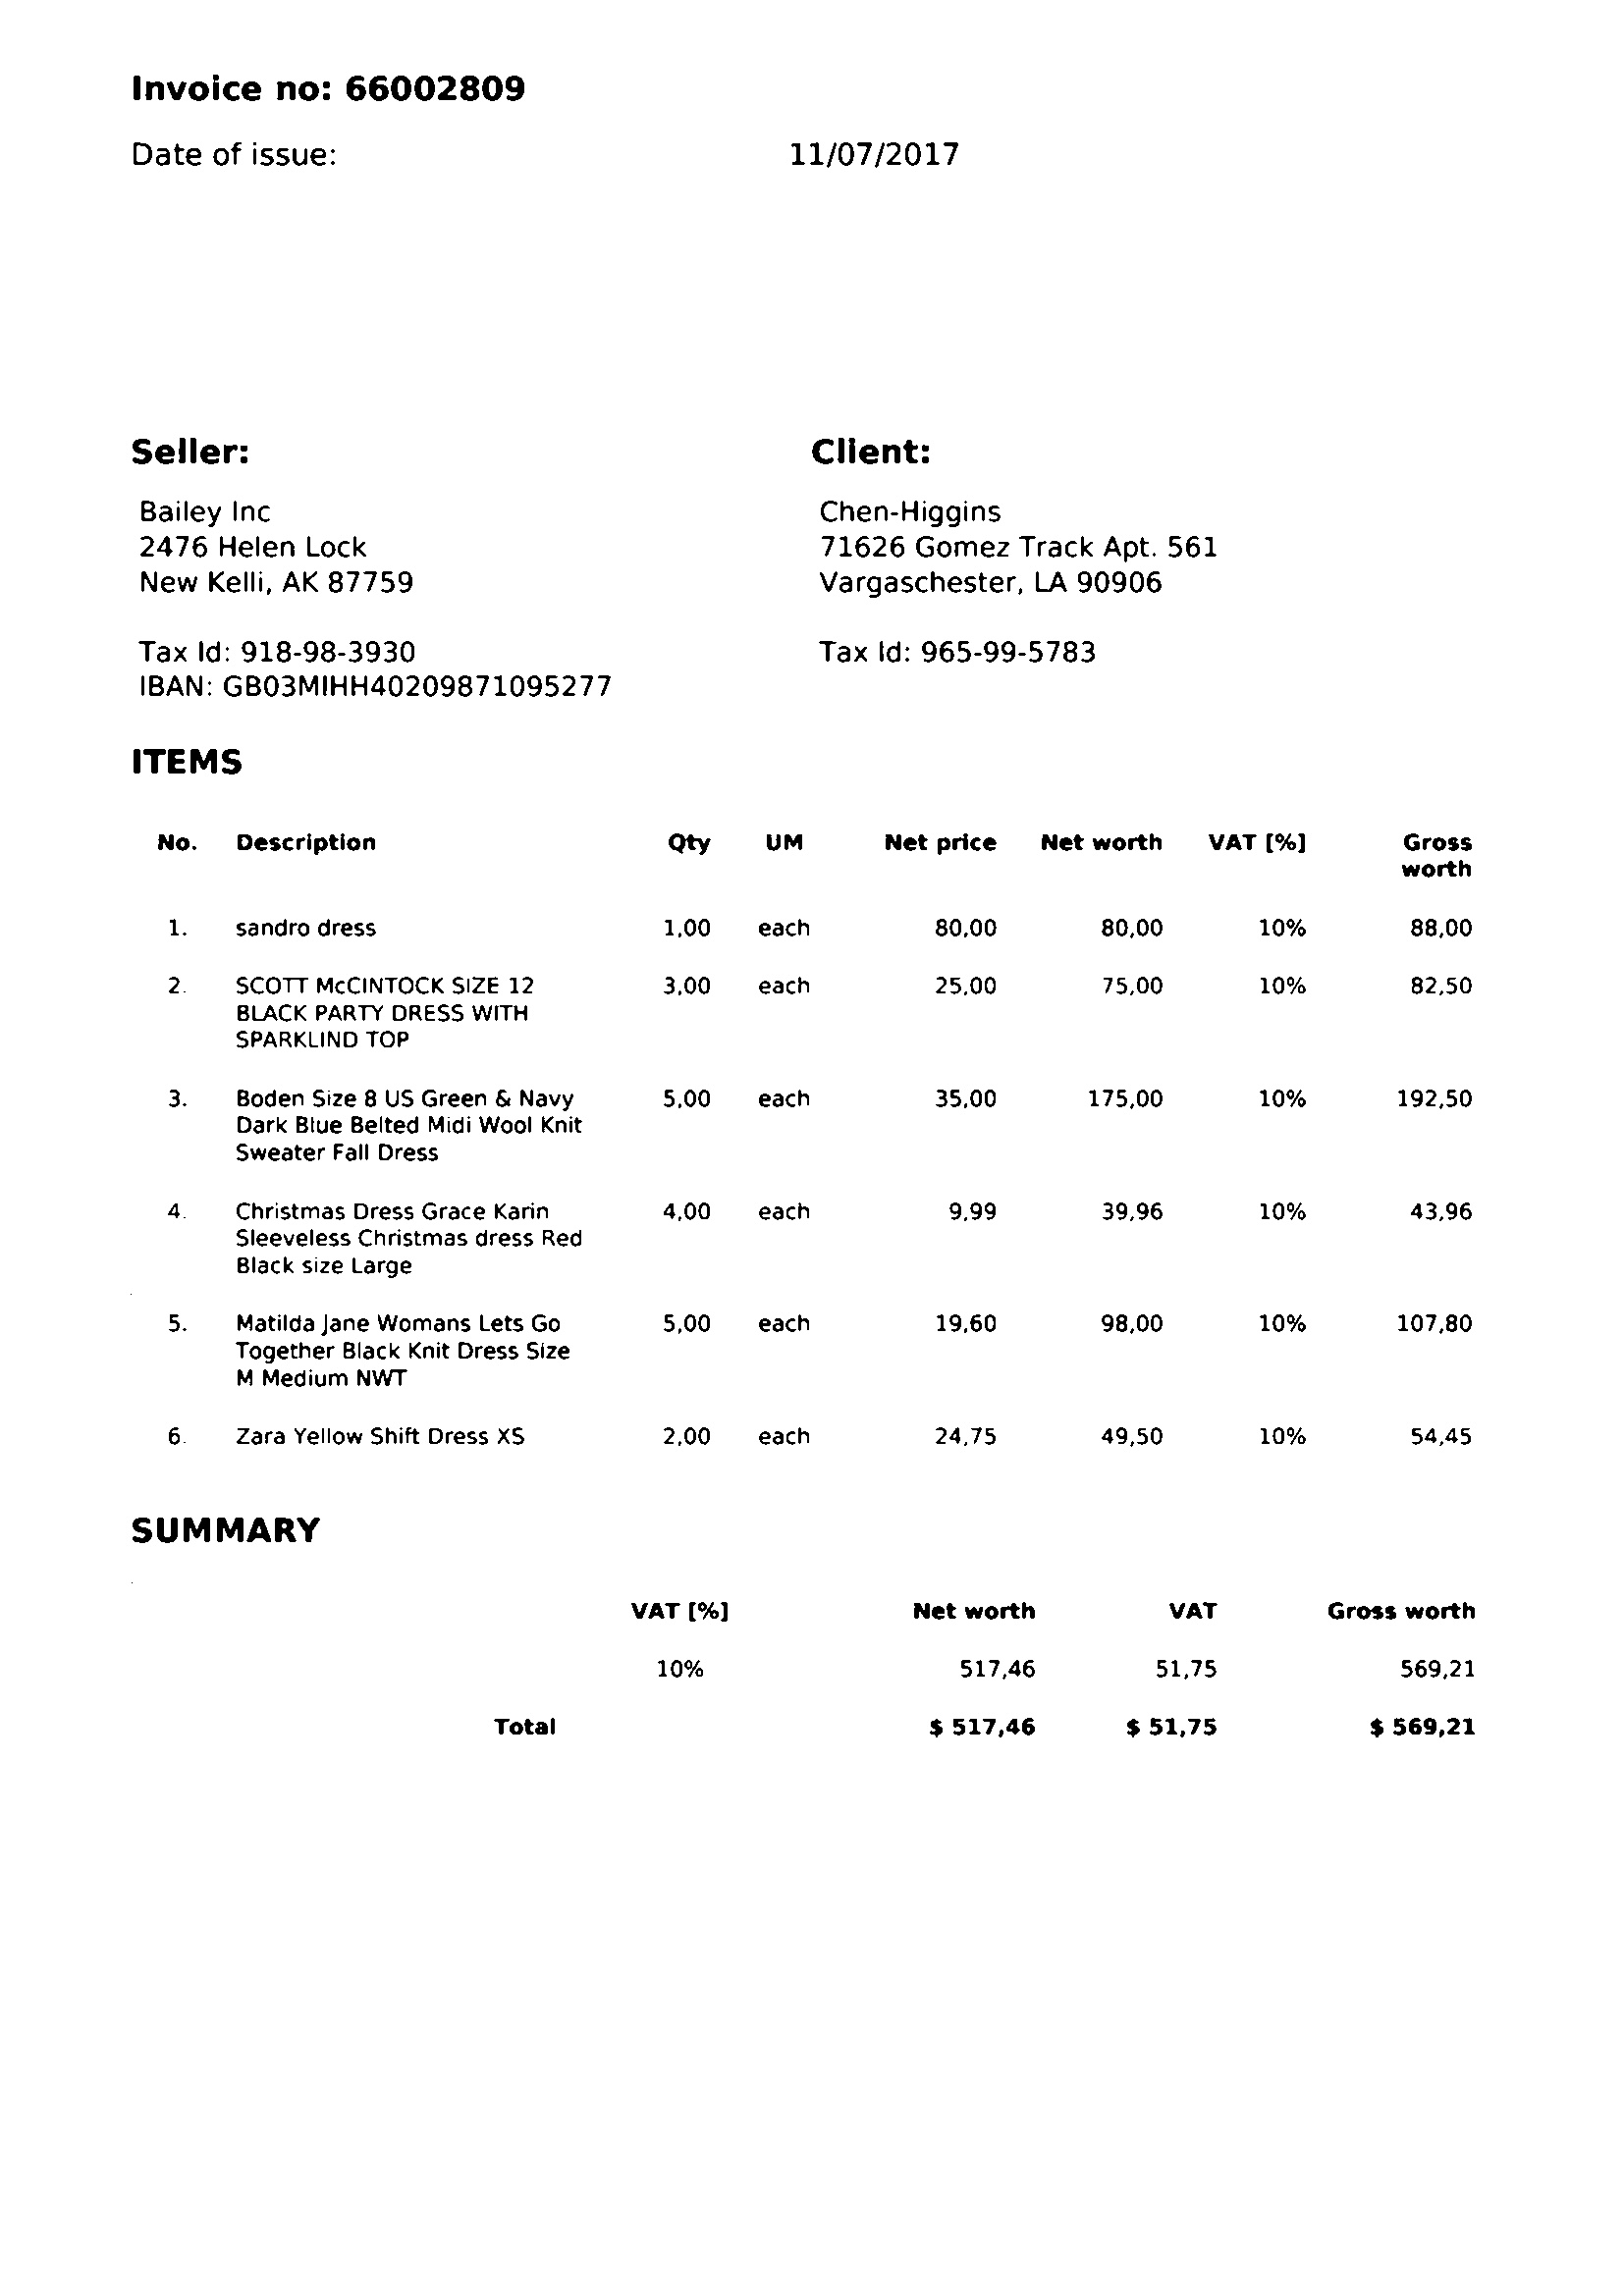 Invoice no: 66002809
Date of issue: 11/07/2017
Seller: Client:
Bailey Inc Chen-Higgins
2476 Helen Lock 71626 Gomez Track Apt. 561
New Kelli, AK 87759 Vargaschester, LA 90906
Tax Id: 918-98-3930 Tax Id: 965-99-5783
IBAN: GB03MIHH40209871095277
ITEMS
No. Description Qty UM Net price Net worth VAT [%] Gross
worth
1. sandro dress 1,00 each 80,00 80,00 10% 88,00
2. SCOTT McCINTOCK SIZE 12 3,00 each 25,00 75,00 10% 82,50
BLACK PARTY DRESS WITH
SPARKLIND TOP
3. Boden Size 8 US Green & Navy 5,00 each 35,00 175,00 10% 192,50
Dark Blue Belted Midi Wool Knit
Sweater Fall Dress
4. Christmas Dress Grace Karin 4,00 each 9,99 39,96 10% 43,96
Sleeveless Christmas dress Red
Black size Large
5. Matilda Jane Womans Lets Go 5,00 each 19,60 98,00 10% 107,80
Together Black Knit Dress Size
M Medium NWT
6. Zara Yellow Shift Dress XS 2,00 each 24,75 49,50 10% 54,45
SUMMARY
VAT [%] Net worth VAT Gross worth
10% 517,46 51,75 569,21
Total $ 517,46 $ 51,75 $ 569,21